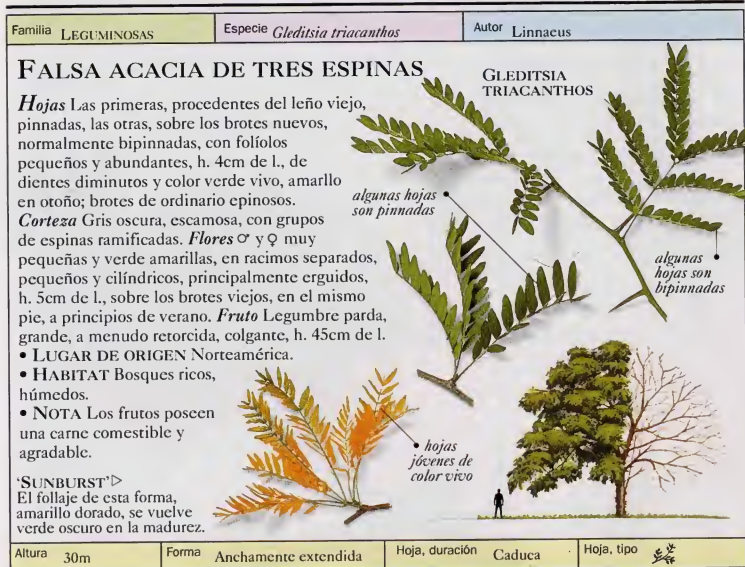 Familia LEGUMINOSAS
Especie Gleditsia triacanthos
Autor Linnaeus
FALSA ACACIA DE TRES ESPINAS
Hojas Las primeras, procedentes del leño viejo,
pinnadas, las otras, sobre los brotes nuevos,
normalmente bipinnadas, con folíolos
pequeños y abundantes, h. 4cm de l., de
dientes diminutos y color verde vivo, amarllo
en otoño; brotes de ordinario epinosos.
Corteza Gris oscura, escamosa, con grupos
de espinas ramificadas. Flores ♂ y ♀ muy
pequeñas y verde amarillas, en racimos separados,
pequeños y cilíndricos, principalmente erguidos,
h. 5cm de l., sobre los brotes viejos, en el mismo
pie, a principios de verano. Fruto Legumbre parda,
grande, a menudo retorcida, colgante, h. 45cm de l.
• LUGAR DE ORIGEN Norteamérica.
• HABITAT Bosques ricos,
húmedos.
• NOTA Los frutos poseen
una carne comestible y
agradable.
'SUNBURST' ▷
El follaje de esta forma,
amarillo dorado, se vuelve
verde oscuro en la madurez.
GLEDITSIA
TRIACANTHOS
algunas hojas
son pinnadas
algunas
hojas son
bipinnadas
hojas
jóvenes de
color vivo
Altura 30m
Forma Anchamente extendida
Hoja, duración Caduca
Hoja, tipo